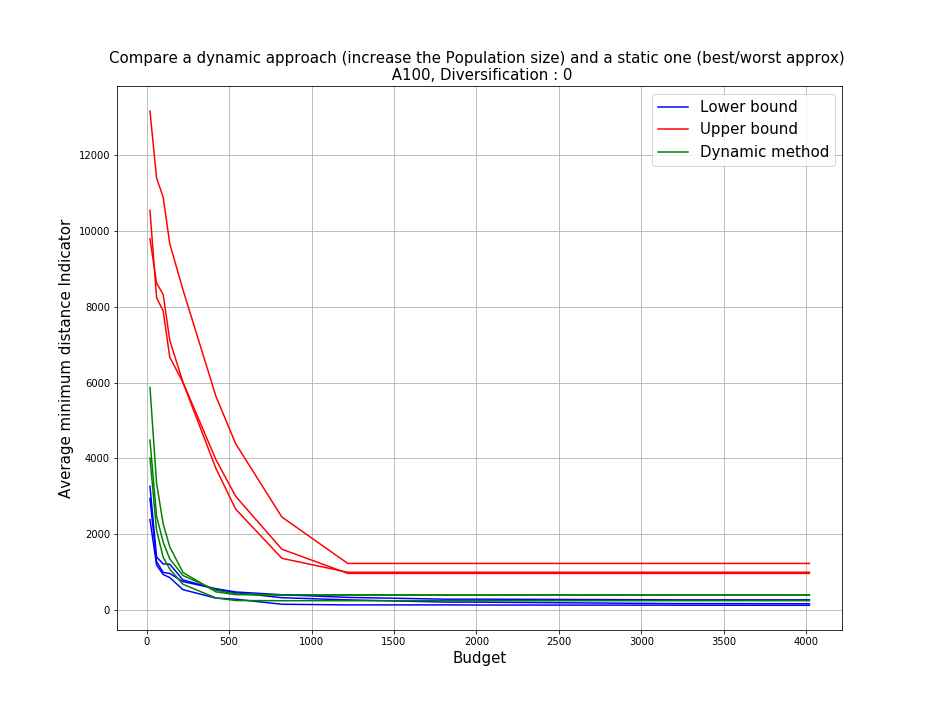 Compare a dynamic approach (increase the Population size) and a static one (best/worst approx)
A100, Diversification : 0
Lower bound
Upper bound
Dynamic method
Average minimum distance Indicator
12000
10000
8000
6000
4000
2000
0
0
500
1000
1500
2000
2500
3000
3500
4000
Budget